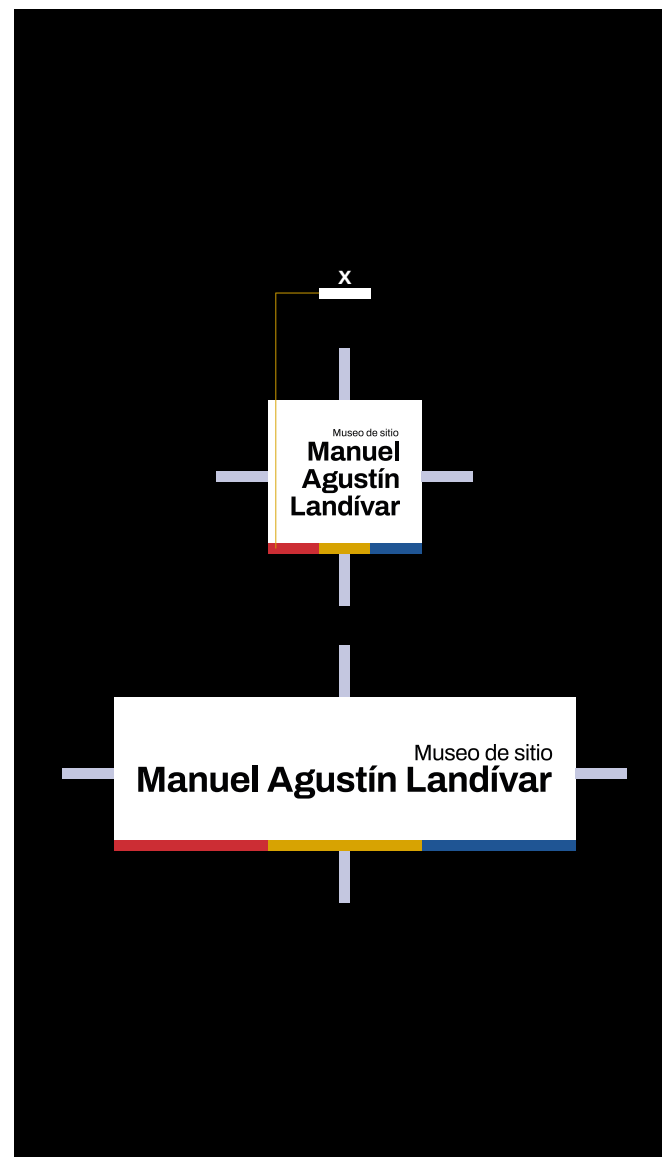 x
Museo de sitio
Manuel
Agustín
Landívar
Museo de sitio
Manuel Agustín Landívar